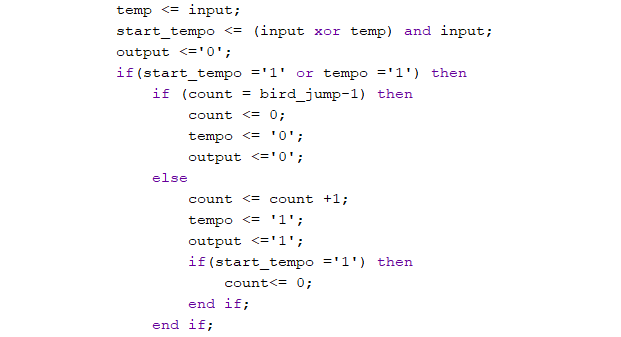 temp <= input;
start_tempo <= (input xor temp) and input;
output <='0';
if(start_tempo ='1' or tempo ='1') then
    if (count = bird_jump-1) then
        count <= 0;
        tempo <= '0';
        output <='0';
    else
        count <= count +1;
        tempo <= '1';
        output <='1';
        if(start_tempo ='1') then
            count<= 0;
        end if;
    end if;